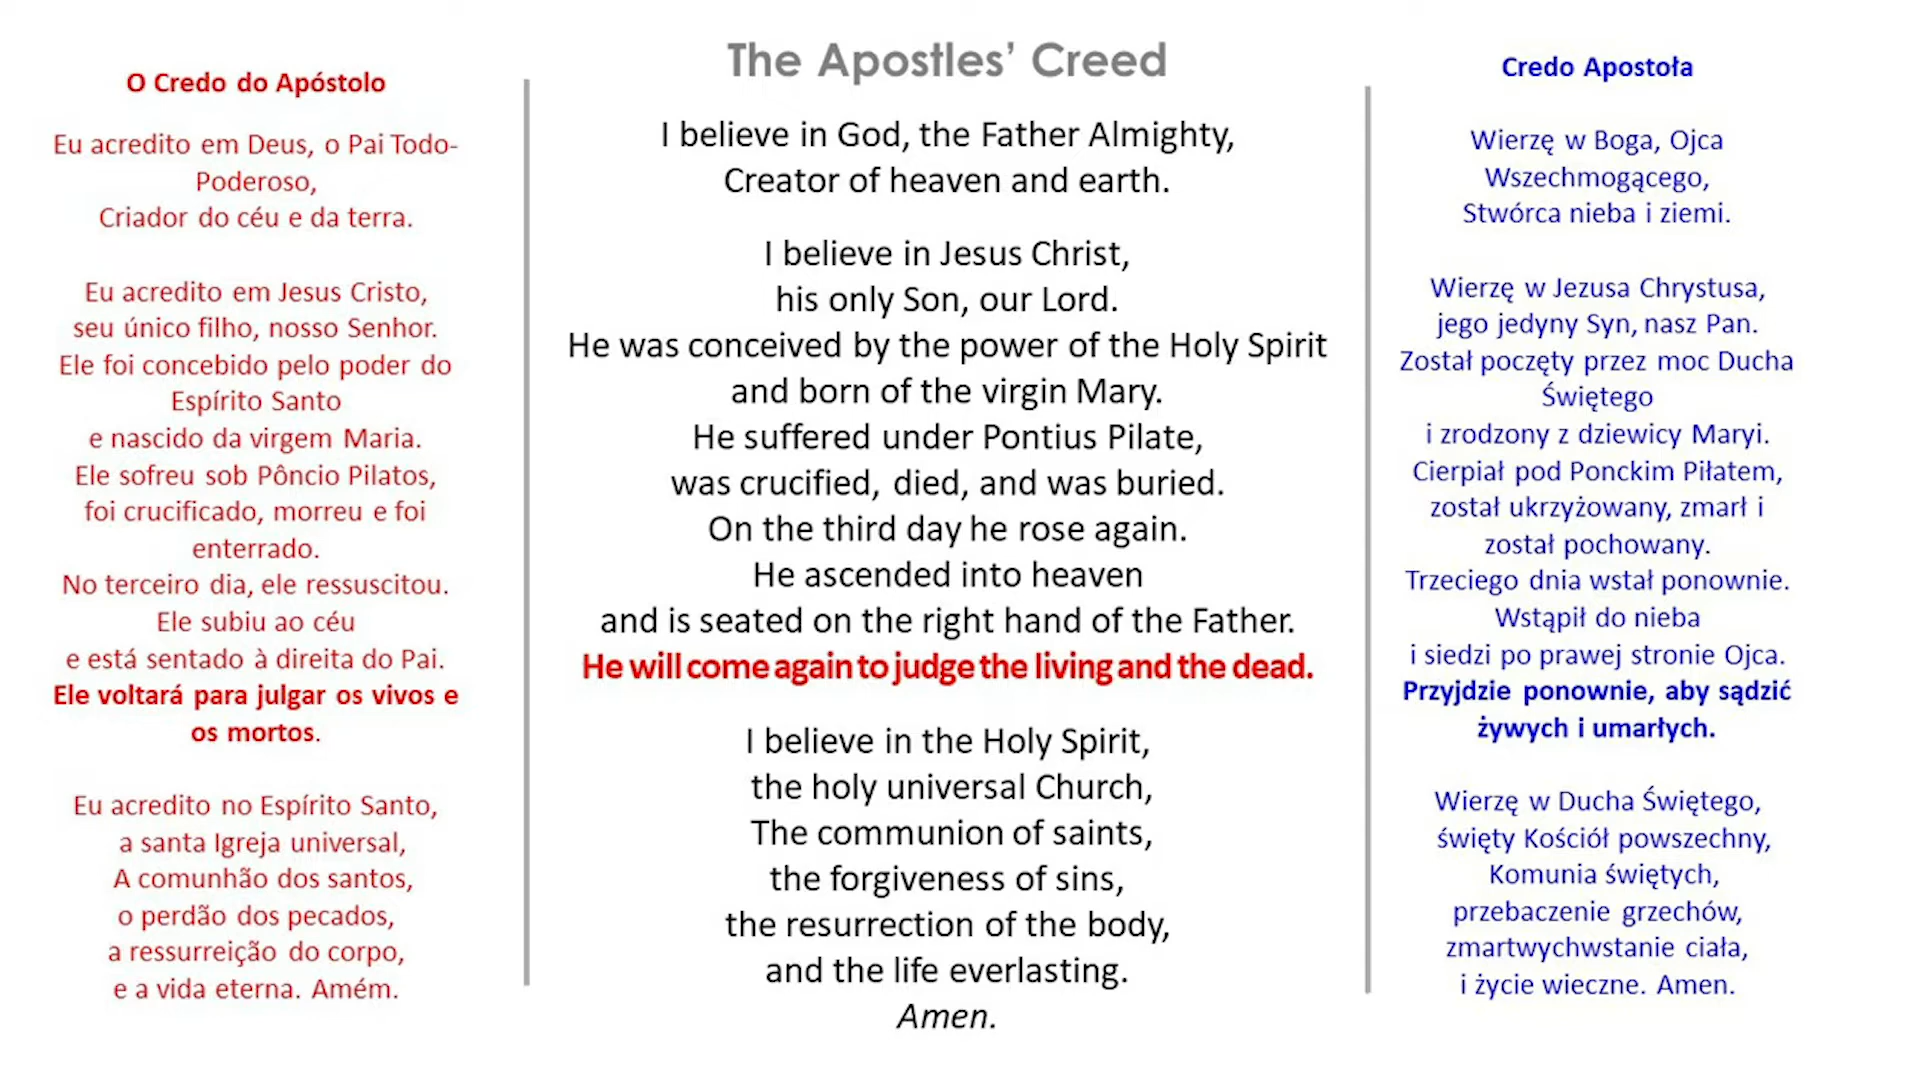 O Credo do Apóstolo
Eu acredito em Deus, o Pai Todo-
Poderoso,
Criador do céu e da terra.
Eu acredito em Jesus Cristo,
seu único filho, nosso Senhor.
Ele foi concebido pelo poder do
Espírito Santo
e nascido da virgem Maria.
Ele sofreu sob Pôncio Pilatos,
foi crucificado, morreu e foi
enterrado.
No terceiro dia, ele ressuscitou.
Ele subiu ao céu
e está sentado à direita do Pai.
Ele voltará para julgar os vivos e
os mortos.
Eu acredito no Espírito Santo,
a santa Igreja universal,
A comunhão dos santos,
o perdão dos pecados,
a ressurreição do corpo,
e a vida eterna. Amém.
The Apostles’ Creed
I believe in God, the Father Almighty,
Creator of heaven and earth.
I believe in Jesus Christ,
his only Son, our Lord.
He was conceived by the power of the Holy Spirit
and born of the virgin Mary.
He suffered under Pontius Pilate,
was crucified, died, and was buried.
On the third day he rose again.
He ascended into heaven
and is seated on the right hand of the Father.
He will come again to judge the living and the dead.
I believe in the Holy Spirit,
the holy universal Church,
The communion of saints,
the forgiveness of sins,
the resurrection of the body,
and the life everlasting.
Amen.
Credo Apostoła
Wierzę w Boga, Ojca
Wszechmogącego,
Stwórca nieba i ziemi.
Wierzę w Jezusa Chrystusa,
jego jedyny Syn, nasz Pan.
Został poczęty przez moc Ducha
Świętego
i zrodzony z dziewicy Maryi.
Cierpiał pod Ponckim Piłatem,
został ukrzyżowany, zmarł i
został pochowany.
Trzeciego dnia wstał ponownie.
Wstąpił do nieba
i siedzi po prawej stronie Ojca.
Przyjdzie ponownie, aby sądzić
żywych i umarłych.
Wierzę w Ducha Świętego,
święty Kościół powszechny,
Komunia świętych,
przebaczenie grzechów,
zmartwychwstanie ciała,
i życie wieczne. Amen.